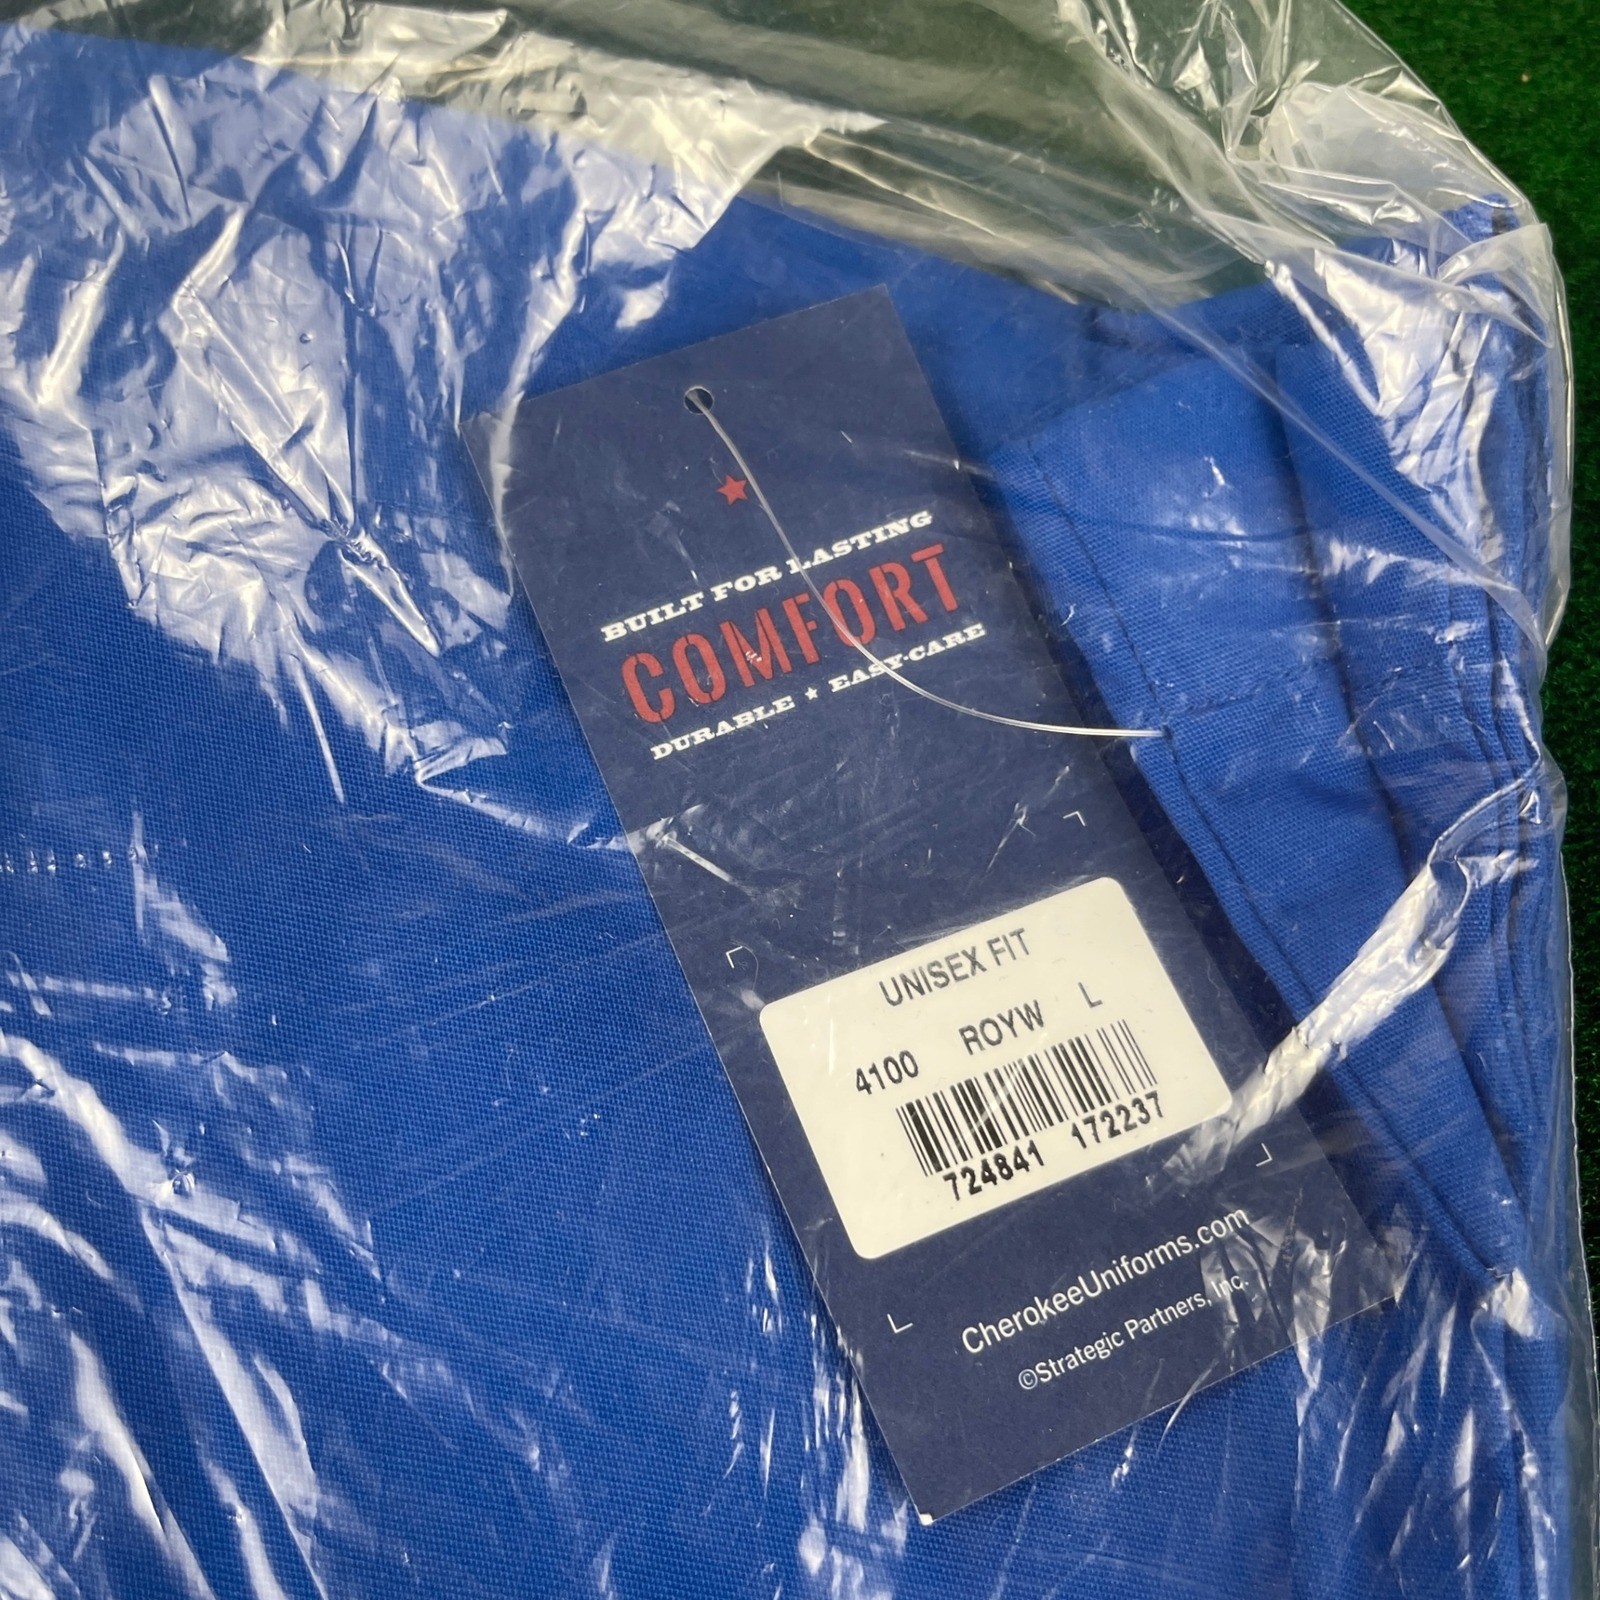 BUILT FOR LASTING
COMFORT
DURABLE ★ EASY-CARE
UNISEX FIT
4100 ROYW L
724841 172237
CherokeeUniforms.com
©Strategic Partners, Inc.